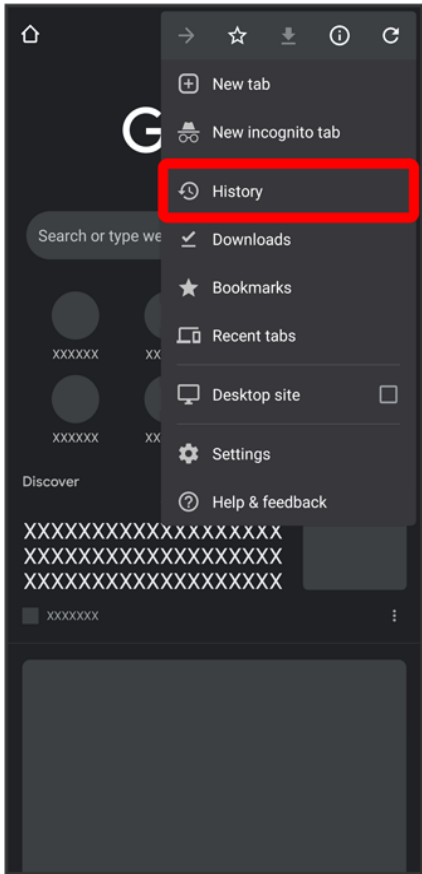 G
New tab
New incognito tab
History
Search or type we
Downloads
Bookmarks
Recent tabs
xxxxxx
xx
Desktop site
xxxxxx
xx
Settings
Discover
Help & feedback
XXXXXXXXXXXXXXXXXXX
XXXXXXXXXXXXXXXXXXX
XXXXXXXXXXXXXXXXXXX
xxxxxxx